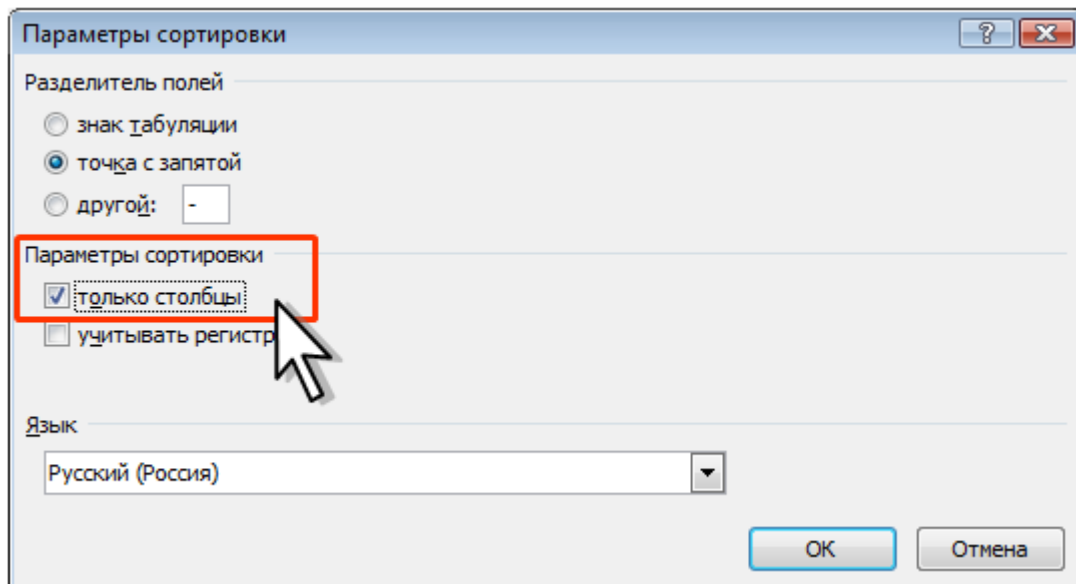 Параметры сортировки
Разделитель полей
знак табуляции
точка с запятой
другой: -
Параметры сортировки
только столбцы
учитывать регистр
Язык
Русский (Россия)
ОК Отмена